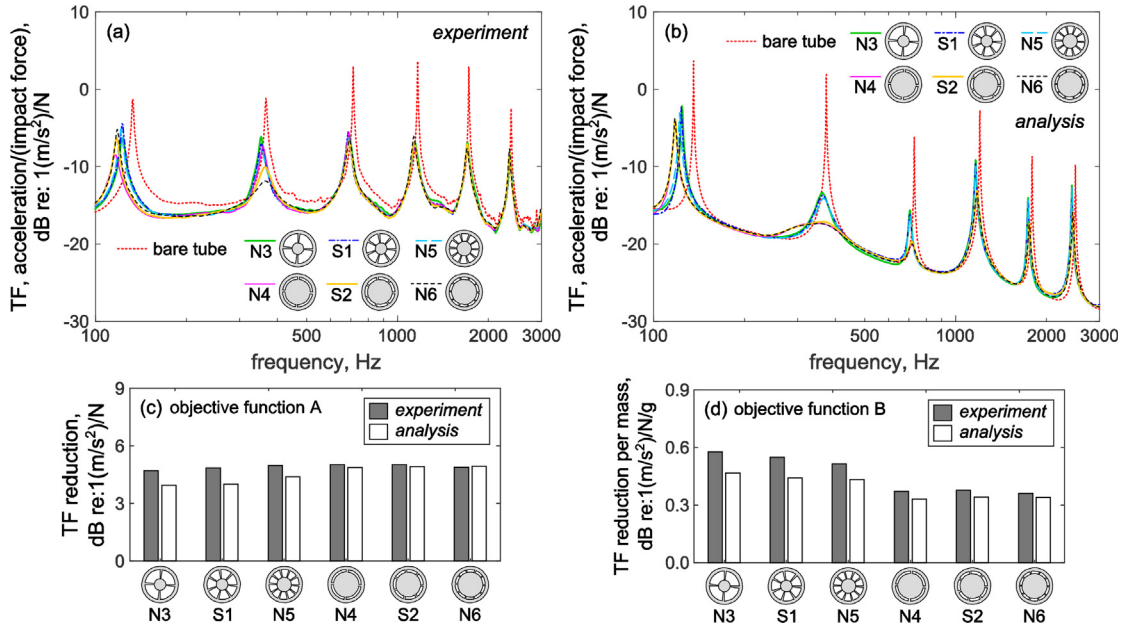 (a)
experiment
TF, acceleration/(impact force),
dB re: 1(m/s²)/N
10
0
-10
-20
-30
bare tube
N3
S1
N5
N4
S2
N6
100
500
1000
2000
3000
frequency, Hz
(b)
bare tube
N3
S1
N5
N4
S2
N6
analysis
TF, acceleration/(impact force),
dB re: 1(m/s²)/N
10
0
-10
-20
-30
100
500
1000
2000
3000
frequency, Hz
(c) objective function A
experiment
analysis
TF reduction,
dB re:1(m/s²)/N
9
6
3
0
N3
S1
N5
N4
S2
N6
(d) objective function B
experiment
analysis
TF reduction per mass,
dB re:1(m/s²)/N/g
0.9
0.6
0.3
0.0
N3
S1
N5
N4
S2
N6